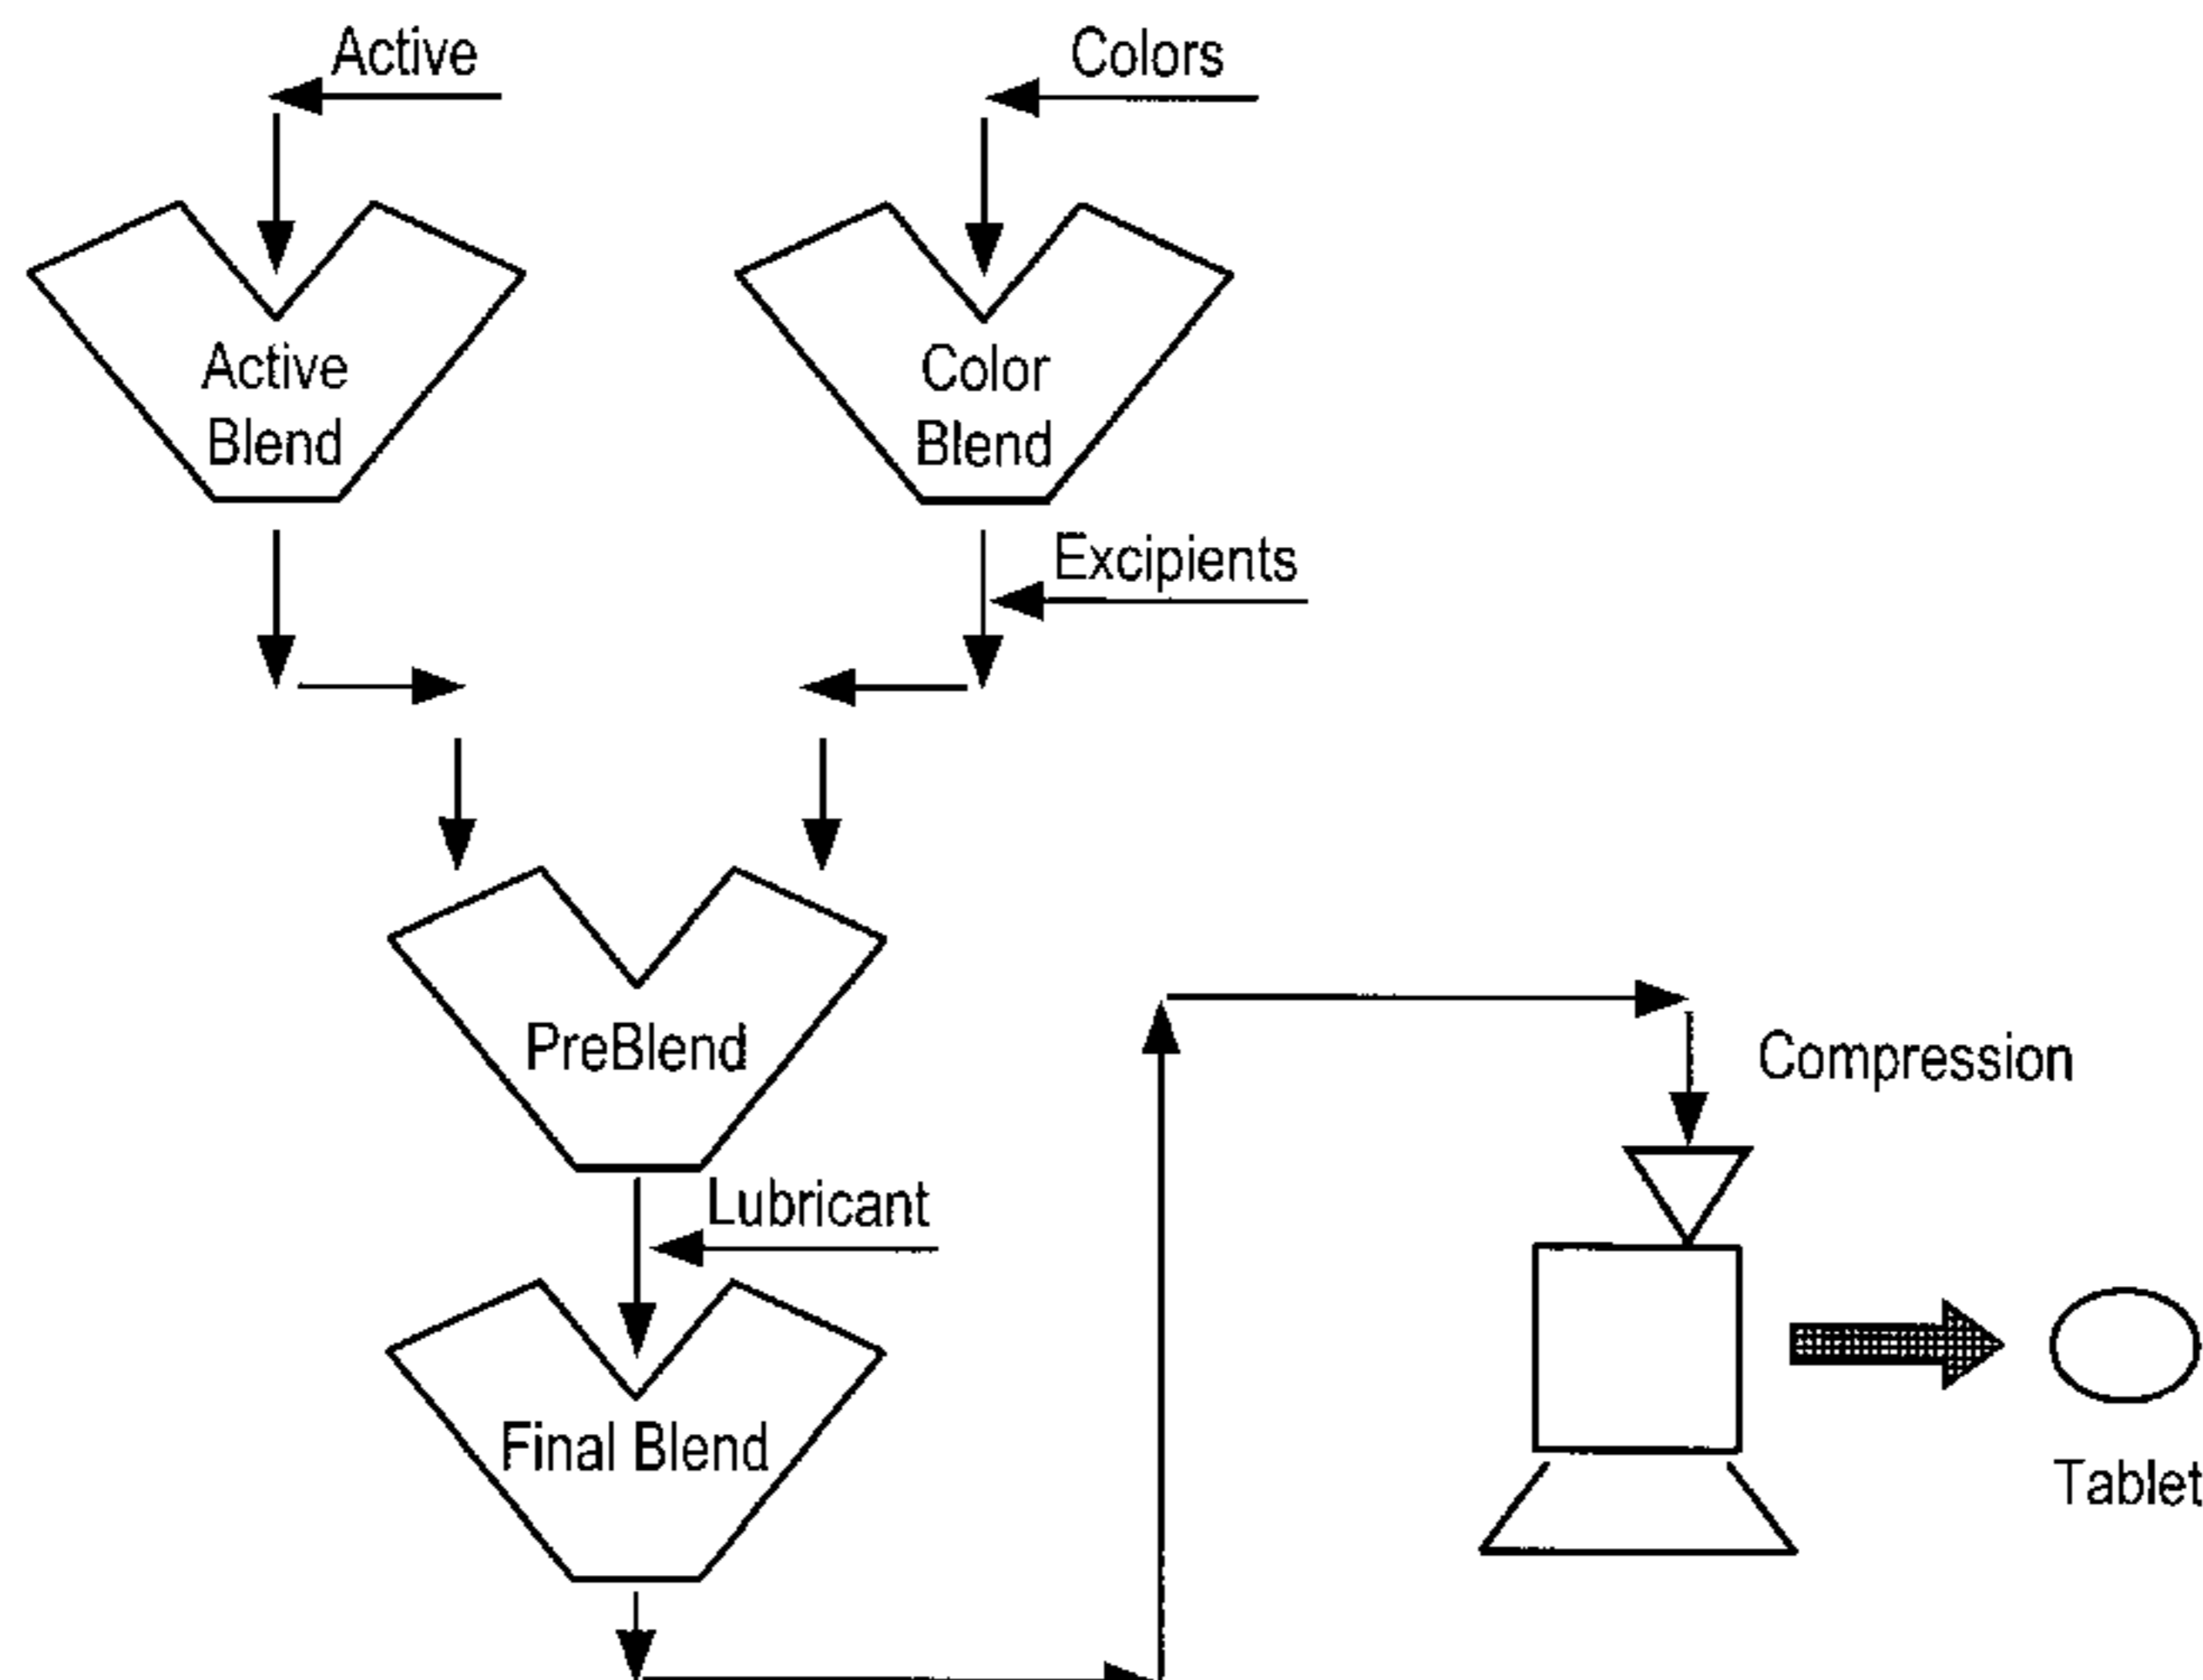 Active
Colors
Active
Blend
Color
Blend
Excipients
PreBlend
Compression
Lubricant
Final Blend
Tablet